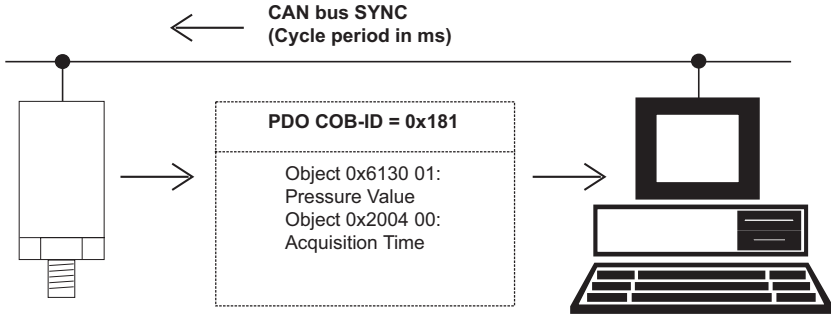 CAN bus SYNC
(Cycle period in ms)
PDO COB-ID = 0x181
Object 0x6130 01:
Pressure Value
Object 0x2004 00:
Acquisition Time